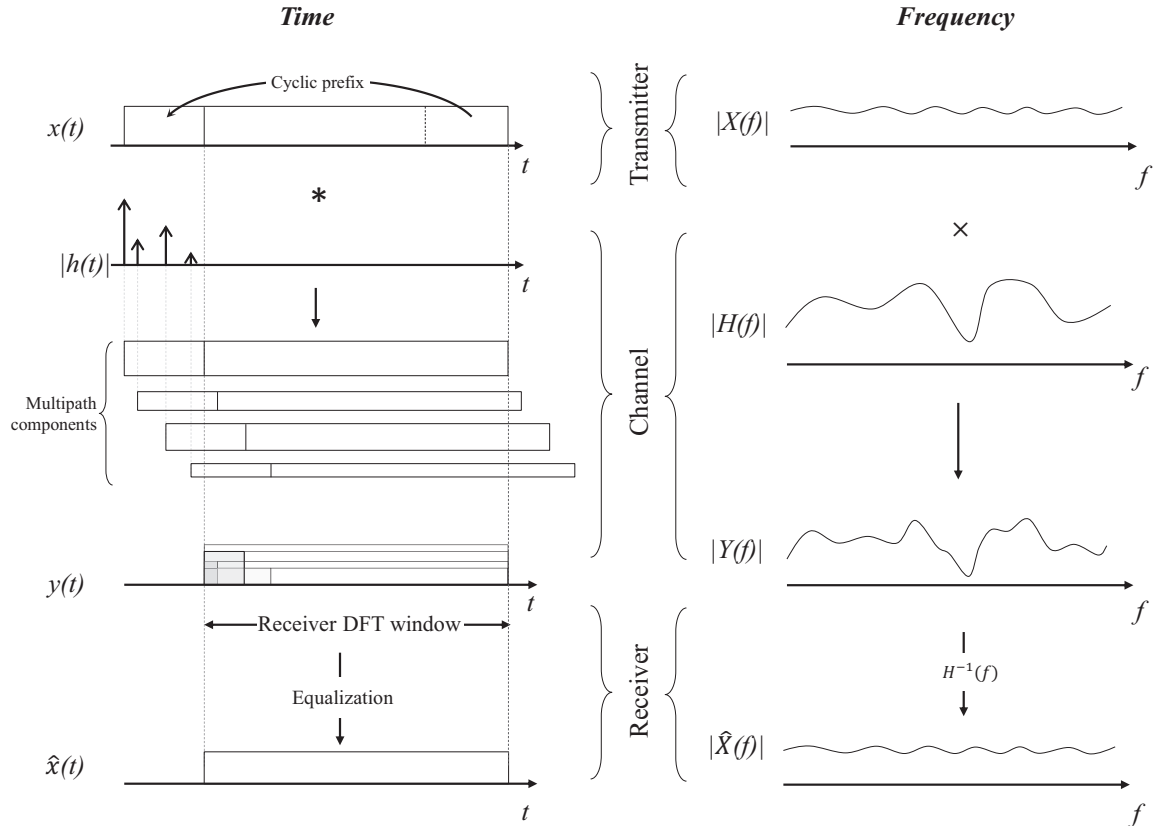 Time
Frequency
Cyclic prefix
x(t)
t
Transmitter
|X(f)|
f
*
×
|h(t)|
t
|H(f)|
f
Multipath
components
Channel
|Y(f)|
f
y(t)
t
Receiver DFT window
Equalization
Receiver
H⁻¹(f)
x̂(t)
t
|X̂(f)|
f